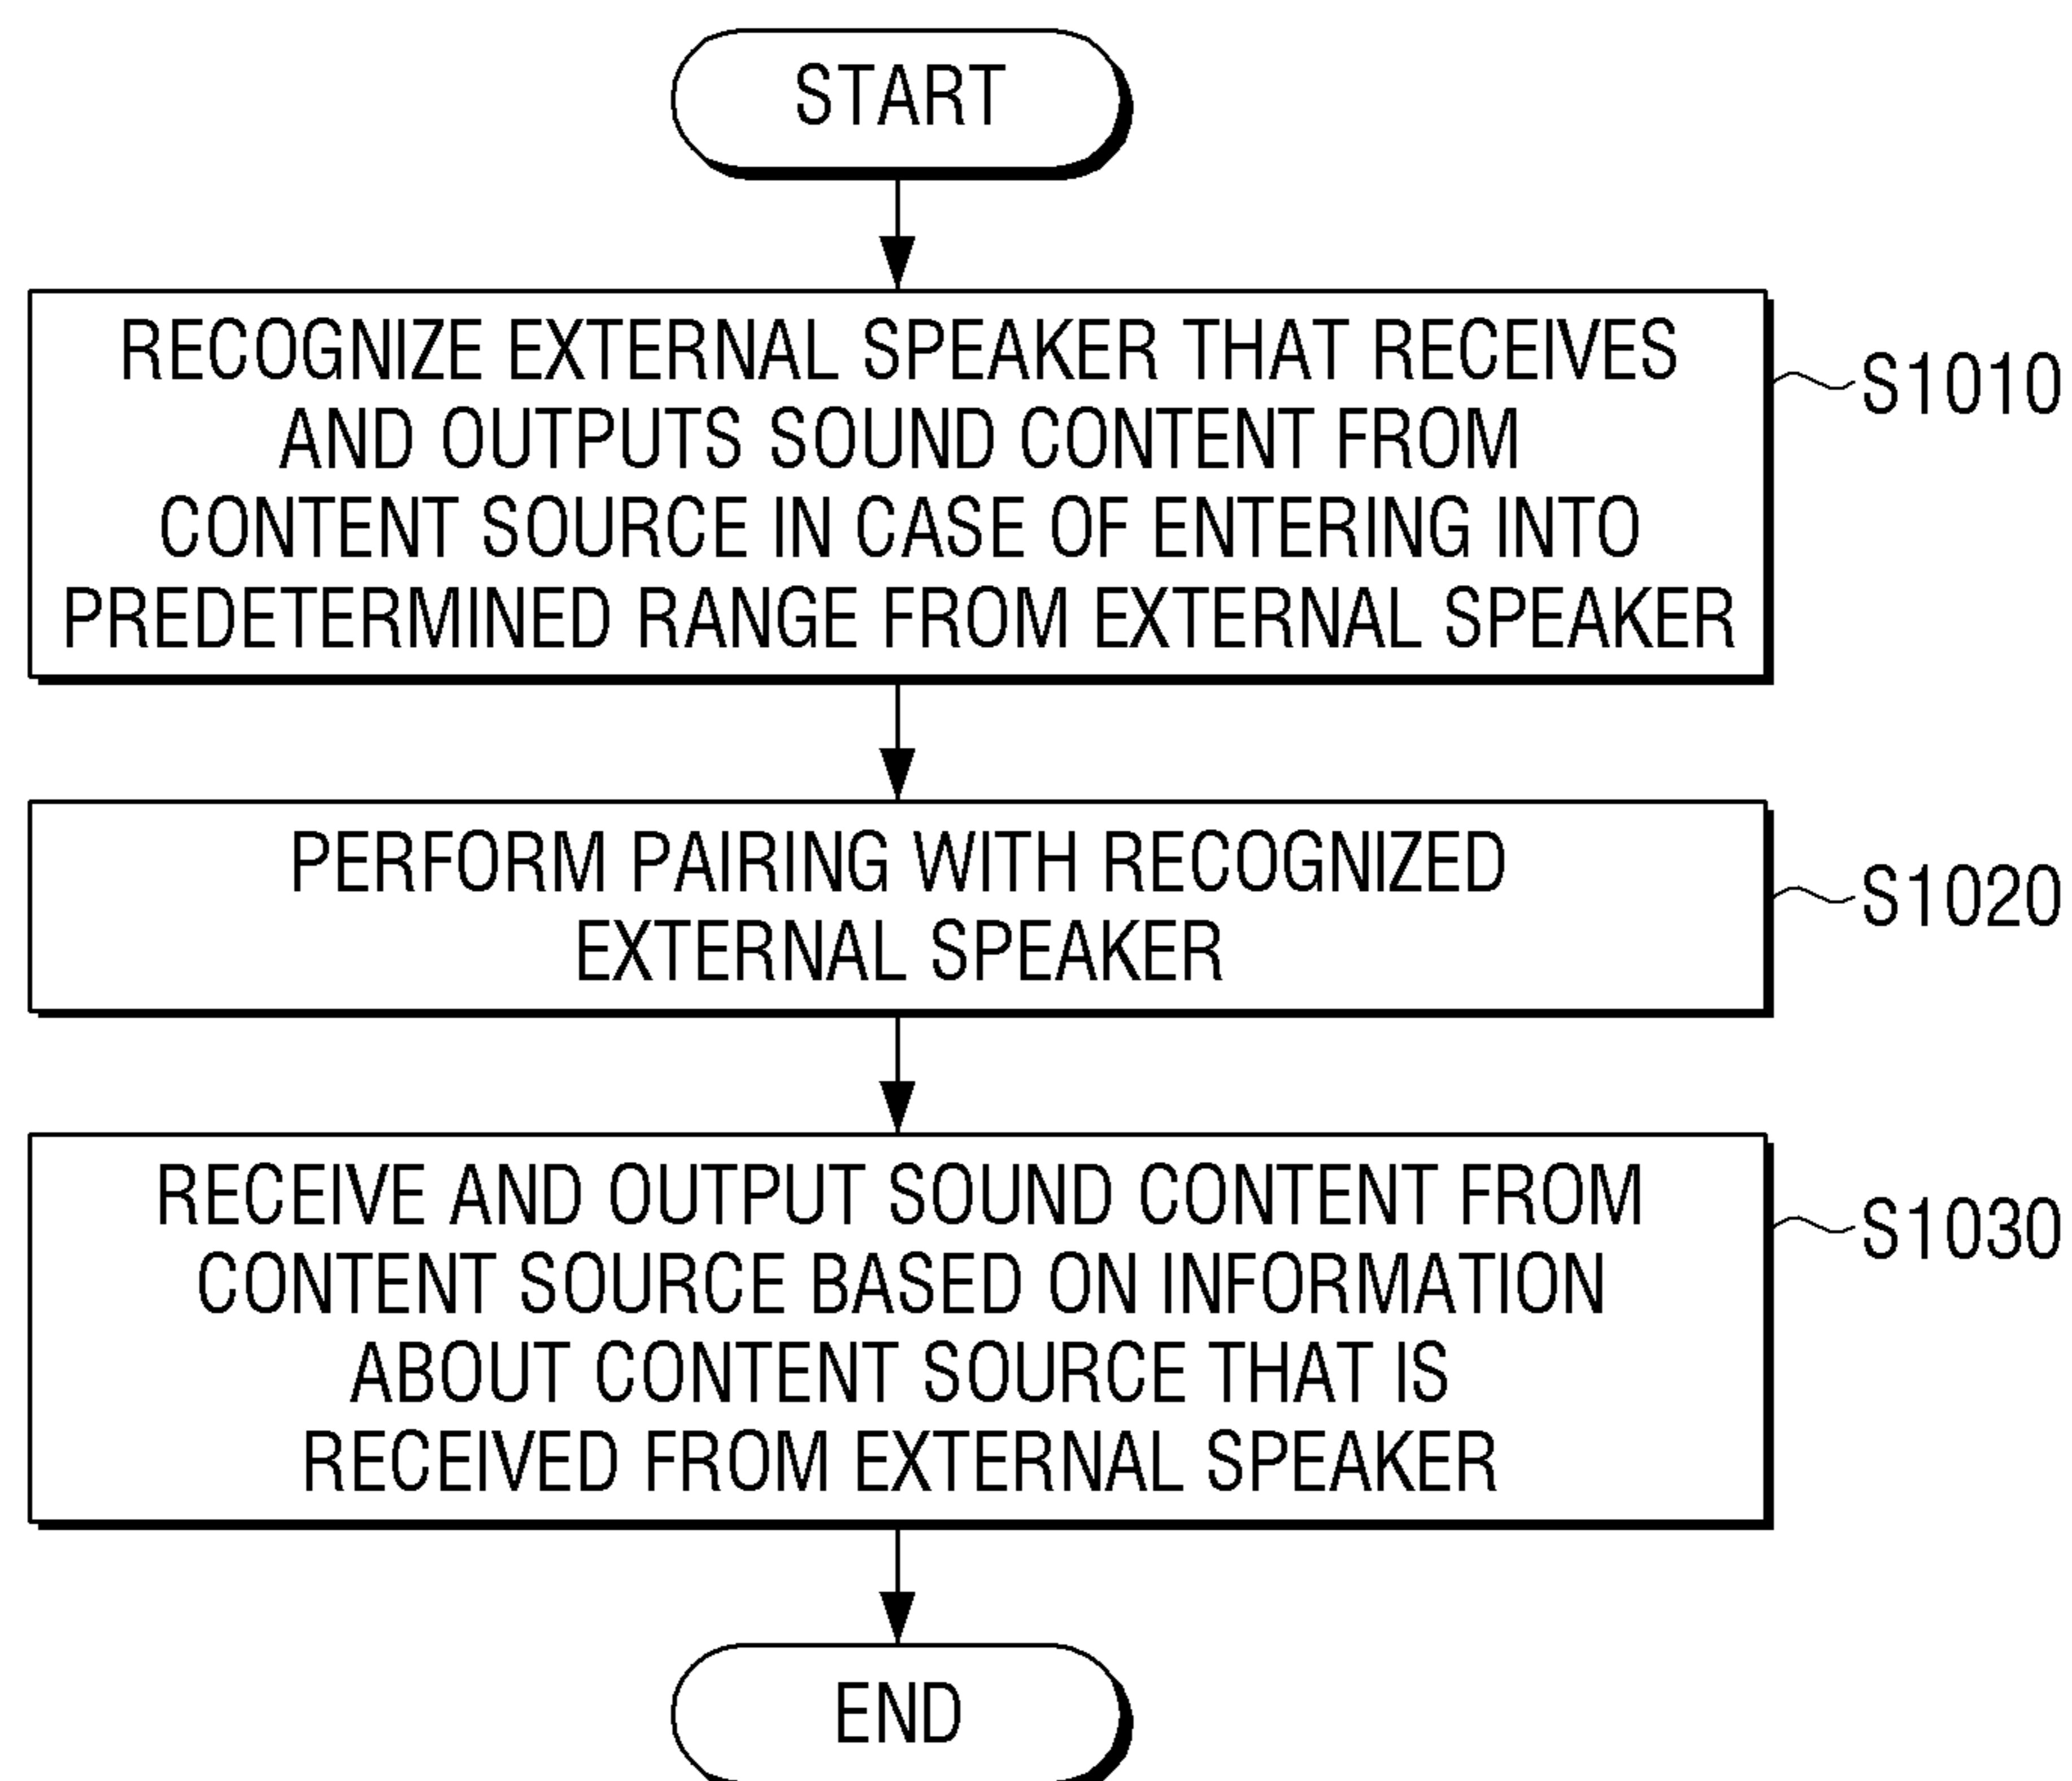 START
RECOGNIZE EXTERNAL SPEAKER THAT RECEIVES
AND OUTPUTS SOUND CONTENT FROM
CONTENT SOURCE IN CASE OF ENTERING INTO
PREDETERMINED RANGE FROM EXTERNAL SPEAKER
S1010
PERFORM PAIRING WITH RECOGNIZED
EXTERNAL SPEAKER
S1020
RECEIVE AND OUTPUT SOUND CONTENT FROM
CONTENT SOURCE BASED ON INFORMATION
ABOUT CONTENT SOURCE THAT IS
RECEIVED FROM EXTERNAL SPEAKER
S1030
END